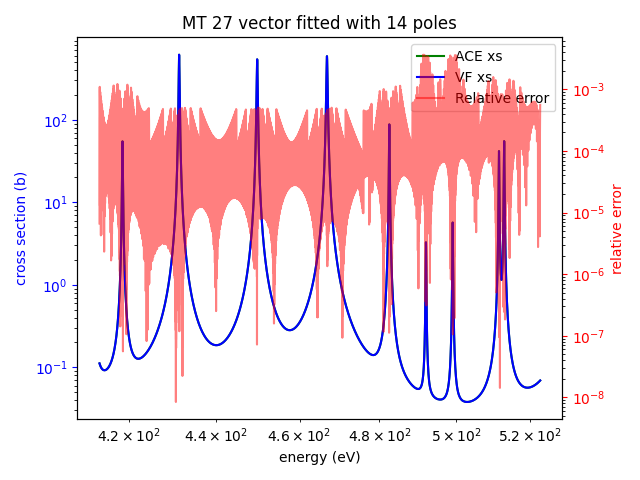 MT 27 vector fitted with 14 poles
ACE xs
VF xs
Relative error
cross section (b)
10²
10¹
10⁰
10⁻¹
relative error
10⁻³
10⁻⁴
10⁻⁵
10⁻⁶
10⁻⁷
10⁻⁸
4.2 × 10² 4.4 × 10² 4.6 × 10² 4.8 × 10² 5 × 10² 5.2 × 10²
energy (eV)